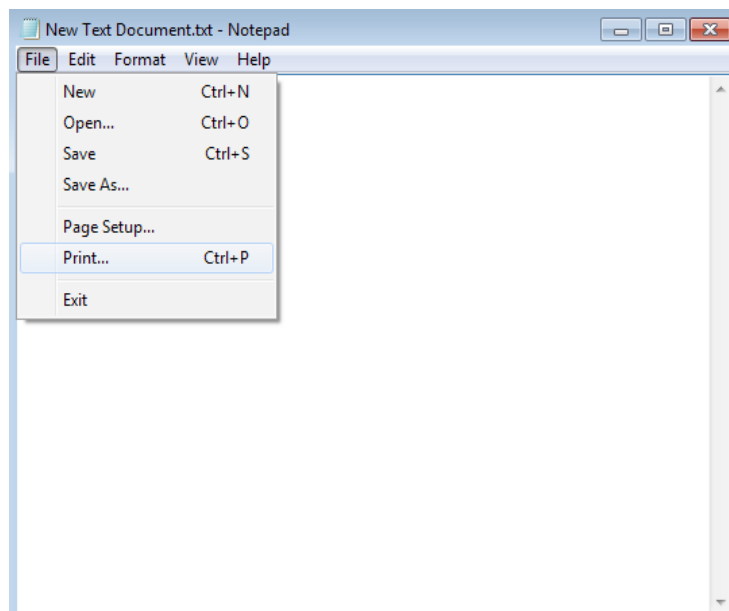 New Text Document.txt - Notepad
File Edit Format View Help
New Ctrl+N
Open... Ctrl+O
Save Ctrl+S
Save As...
Page Setup...
Print... Ctrl+P
Exit